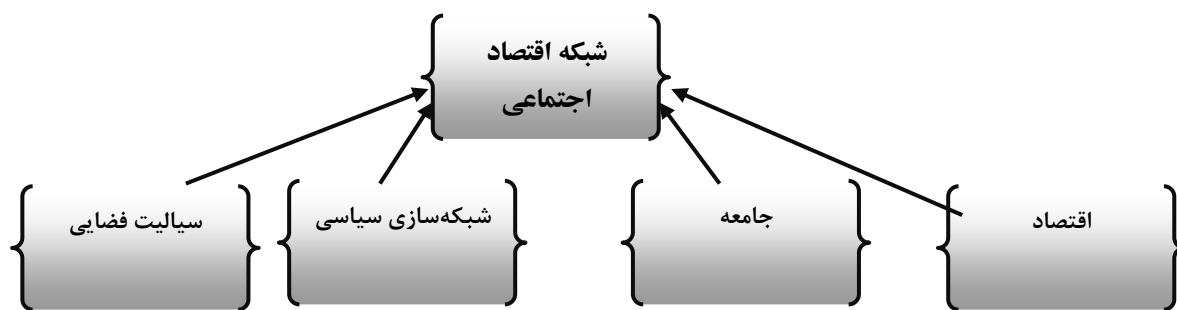 شبکه اقتصاد
اجتماعی
اقتصاد
جامعه
شبکه‌سازی سیاسی
سیالیت فضایی